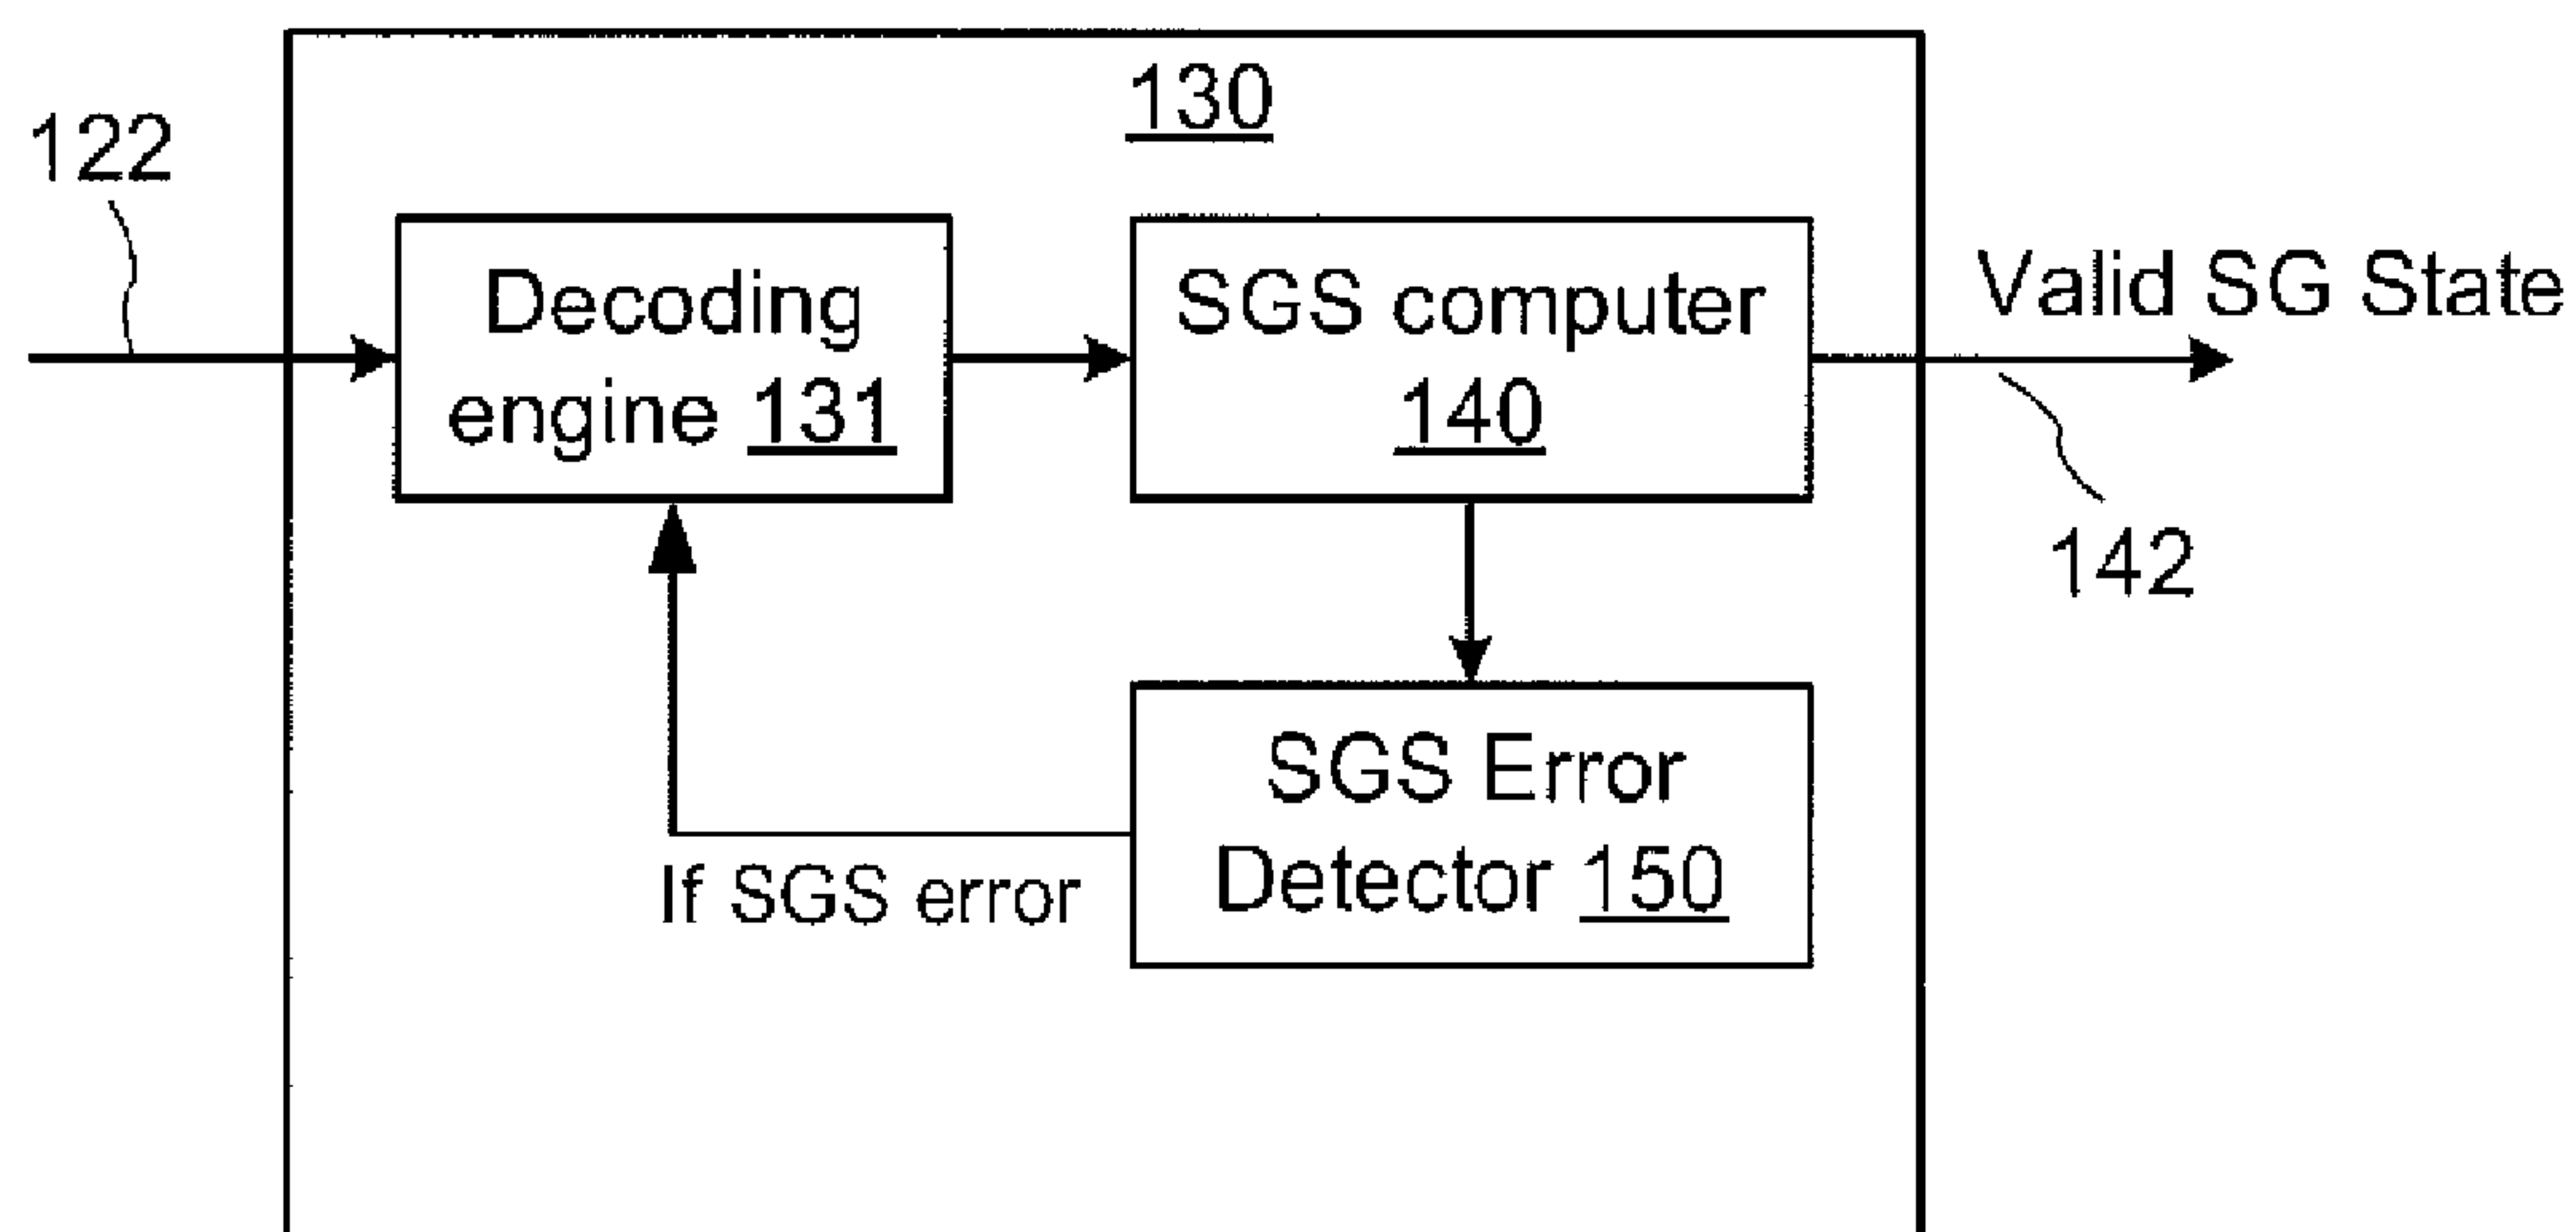 130
122
Decoding
engine 131
SGS computer
140
Valid SG State
142
SGS Error
Detector 150
If SGS error